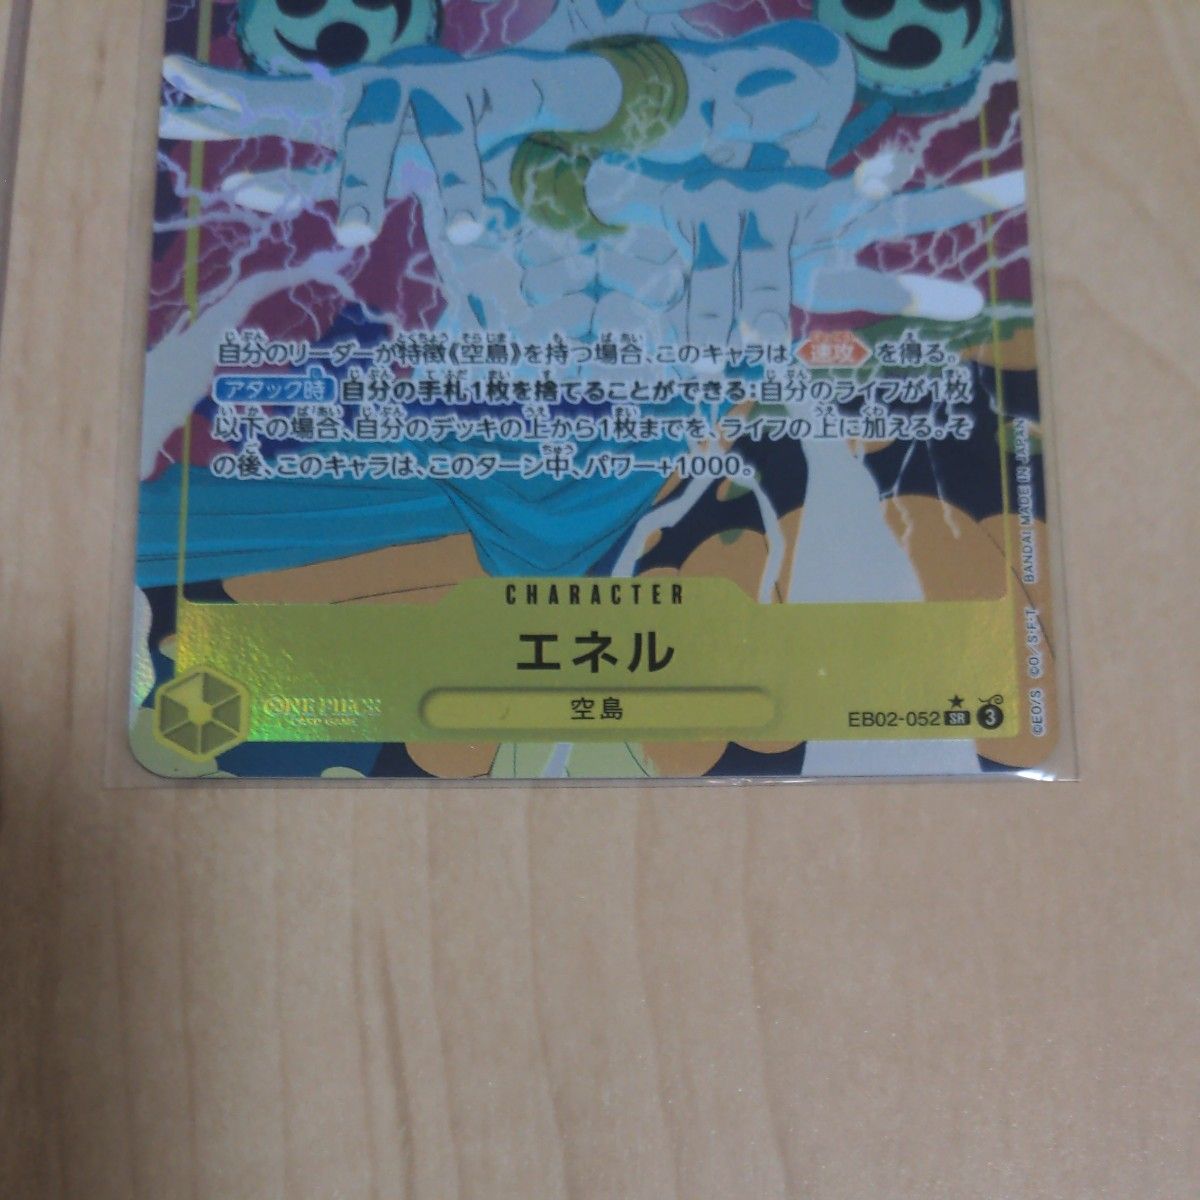 自分のリーダーが特徴《空島》を持つ場合、このキャラは 速攻 を得る。
アタック時 自分の手札1枚を捨てることができる:自分のライフが1枚
以下の場合、自分のデッキの上から1枚までを、ライフの上に加える。そ
の後、このキャラは、このターン中、パワー+1000。
CHARACTER
エネル
空島
ONE PIECE
CARD GAME
EB02-052 SR ★ 3
©EO/S ©O/S・F・T BANDAI MADE IN JAPAN